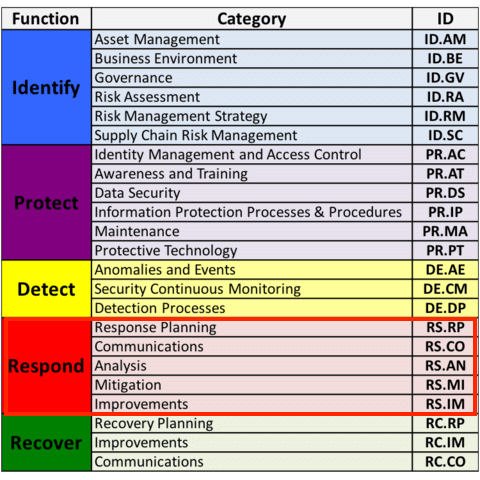 Function Category ID
Identify
Asset Management ID.AM
Business Environment ID.BE
Governance ID.GV
Risk Assessment ID.RA
Risk Management Strategy ID.RM
Supply Chain Risk Management ID.SC
Protect
Identity Management and Access Control PR.AC
Awareness and Training PR.AT
Data Security PR.DS
Information Protection Processes & Procedures PR.IP
Maintenance PR.MA
Protective Technology PR.PT
Detect
Anomalies and Events DE.AE
Security Continuous Monitoring DE.CM
Detection Processes DE.DP
Respond
Response Planning RS.RP
Communications RS.CO
Analysis RS.AN
Mitigation RS.MI
Improvements RS.IM
Recover
Recovery Planning RC.RP
Improvements RC.IM
Communications RC.CO